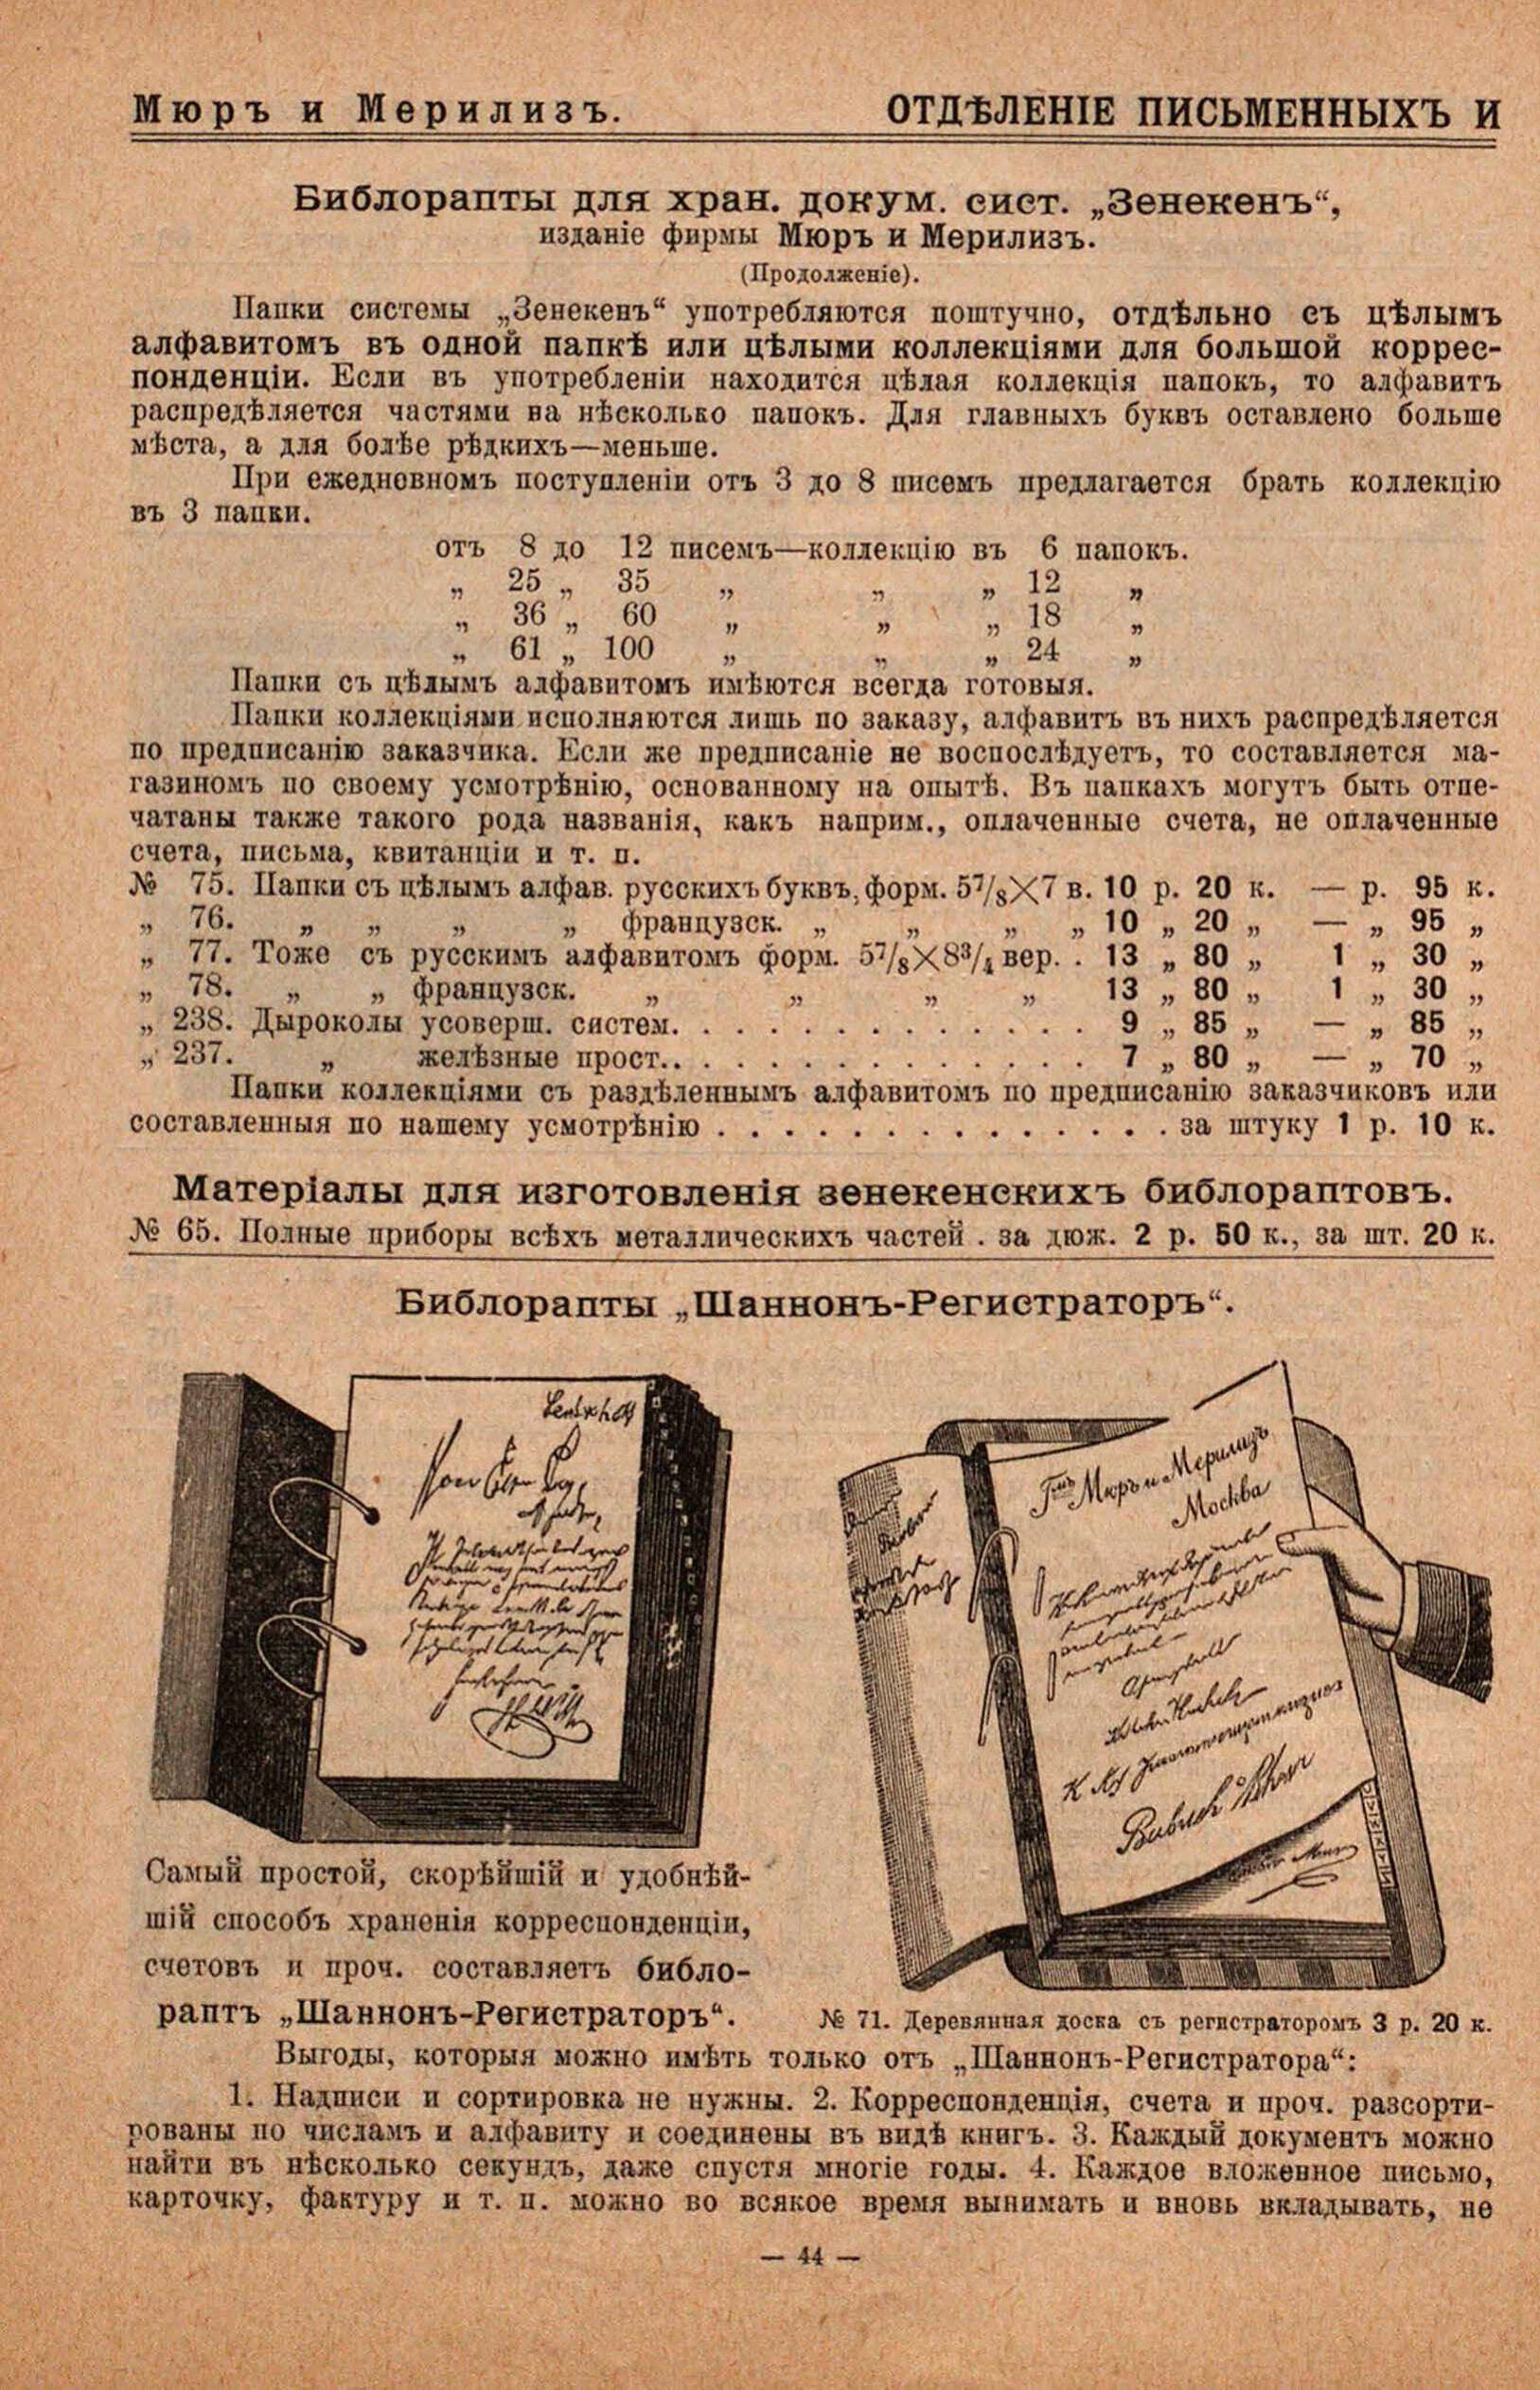 Мюръ и Мерилизъ. ОТДѢЛЕНІЕ ПИСЬМЕННЫХЪ И
Библорапты для хран. докум. сист. „Зенекенъ“,
изданіе фирмы Мюръ и Мерилизъ.
(Продолженіе).
Папки системы „Зенекенъ“ употребляются поштучно, отдѣльно съ цѣлымъ
алфавитомъ въ одной папкѣ или цѣлыми коллекціями для большой коррес-
понденціи. Если въ употребленіи находится цѣлая коллекція папокъ, то алфавитъ
распредѣляется частями на нѣсколько папокъ. Для главныхъ буквъ оставлено больше
мѣста, а для болѣе рѣдкихъ—меньше.
При ежедневномъ поступленіи отъ 3 до 8 писемъ предлагается брать коллекцію
въ 3 папки.
отъ 8 до 12 писемъ—коллекцію въ 6 папокъ.
„ 25 „ 35 „ „ „ 12 „
„ 36 „ 60 „ „ „ 18 „
„ 61 „ 100 „ „ „ 24 „
Папки съ цѣлымъ алфавитомъ имѣются всегда готовыя.
Папки коллекціями исполняются лишь по заказу, алфавитъ въ нихъ распредѣляется
по предписанію заказчика. Если же предписаніе не воспослѣдуетъ, то составляется ма-
газиномъ по своему усмотрѣнію, основанному на опытѣ. Въ папкахъ могутъ быть отпе-
чатаны также такого рода названія, какъ наприм., оплаченные счета, не оплаченные
счета, письма, квитанціи и т. п.
№ 75. Папки съ цѣлымъ алфав. русскихъ буквъ, форм. 5⁷/₈×7 в. 10 р. 20 к. — р. 95 к.
„ 76. „ „ „ „ французск. „ „ „ „ 10 „ 20 „ — „ 95 „
„ 77. Тоже съ русскимъ алфавитомъ форм. 5⁷/₈×8³/₄ вер. . 13 „ 80 „ 1 „ 30 „
„ 78. „ „ французск. „ „ „ „ 13 „ 80 „ 1 „ 30 „
„ 238. Дыроколы усоверш. систем. . . . . . . . . . . . . . 9 „ 85 „ — „ 85 „
„ 237. „ желѣзные прост. . . . . . . . . . . . . . 7 „ 80 „ — „ 70 „
Папки коллекціями съ раздѣленнымъ алфавитомъ по предписанію заказчиковъ или
составленныя по нашему усмотрѣнію . . . . . . . . . . . . . . за штуку 1 р. 10 к.
Матеріалы для изготовленія зенекенскихъ библораптовъ.
№ 65. Полные приборы всѣхъ металлическихъ частей . за дюж. 2 р. 50 к., за шт. 20 к.
Библорапты „Шаннонъ-Регистраторъ“.
Мюръ и Мерилизъ
Москва
Самый простой, скорѣйшій и удобнѣй-
шій способъ храненія корреспонденціи,
счетовъ и проч. составляетъ библо-
раптъ „Шаннонъ-Регистраторъ“.
№ 71. Деревянная доска съ регистраторомъ 3 р. 20 к.
Выгоды, которыя можно имѣть только отъ „Шаннонъ-Регистратора“:
1. Надписи и сортировка не нужны. 2. Корреспонденція, счета и проч. разсорти-
рованы по числамъ и алфавиту и соединены въ видѣ книгъ. 3. Каждый документъ можно
найти въ нѣсколько секундъ, даже спустя многіе годы. 4. Каждое вложенное письмо,
карточку, фактуру и т. п. можно во всякое время вынимать и вновь вкладывать, не
— 44 —